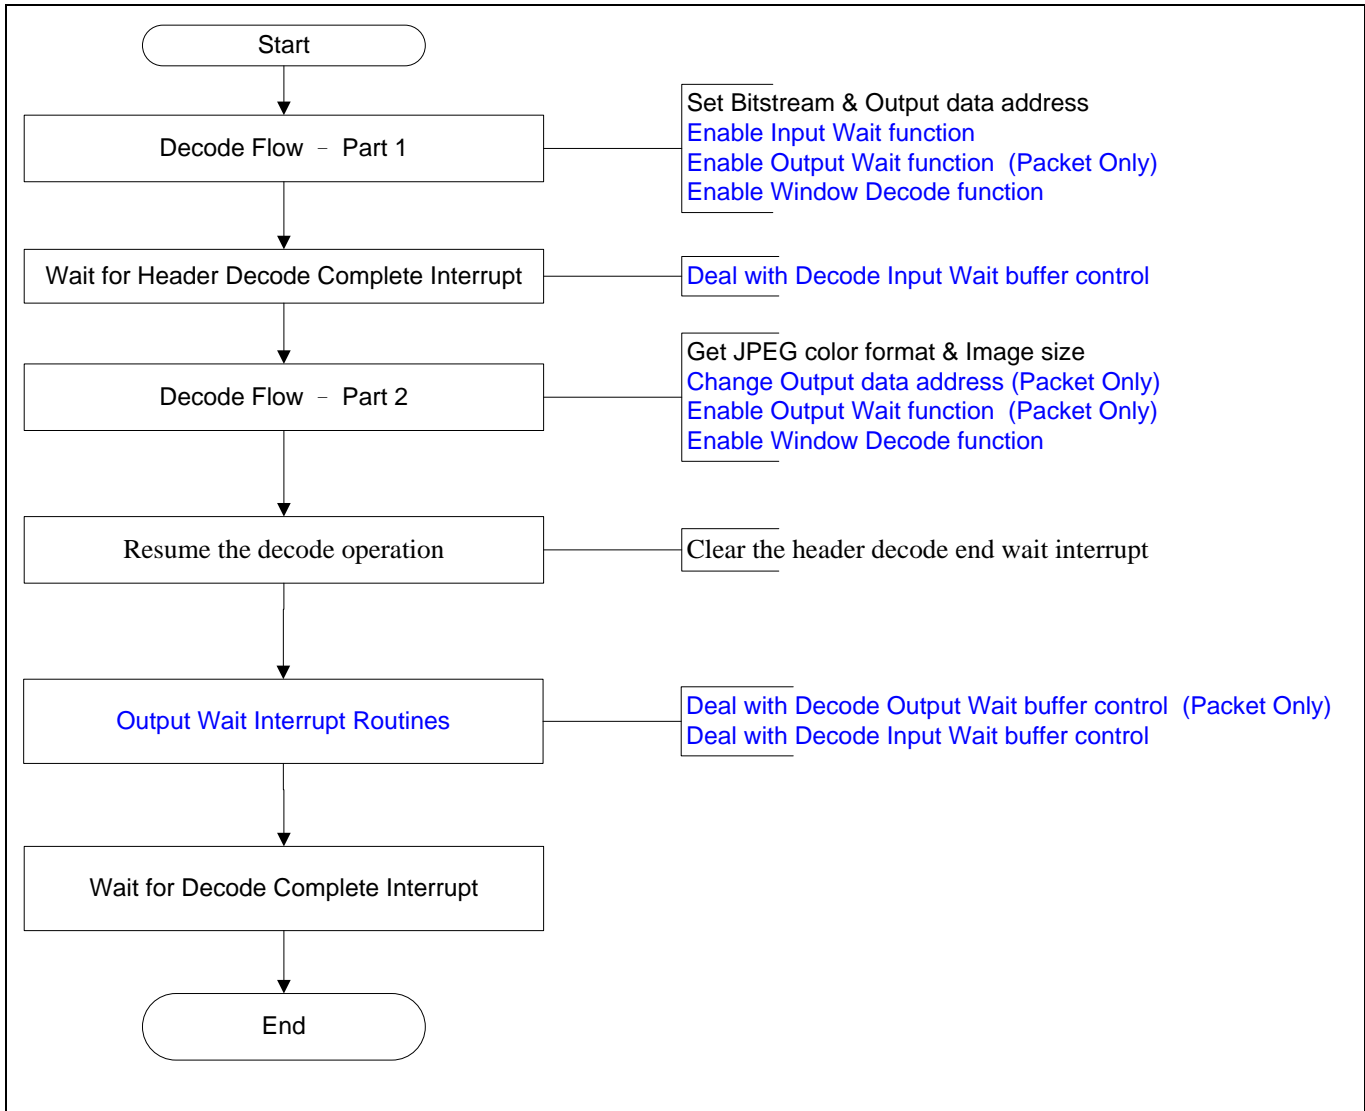 Start
Decode Flow – Part 1
Set Bitstream & Output data address
Enable Input Wait function
Enable Output Wait function (Packet Only)
Enable Window Decode function
Wait for Header Decode Complete Interrupt
Deal with Decode Input Wait buffer control
Decode Flow – Part 2
Get JPEG color format & Image size
Change Output data address (Packet Only)
Enable Output Wait function (Packet Only)
Enable Window Decode function
Resume the decode operation
Clear the header decode end wait interrupt
Output Wait Interrupt Routines
Deal with Decode Output Wait buffer control (Packet Only)
Deal with Decode Input Wait buffer control
Wait for Decode Complete Interrupt
End